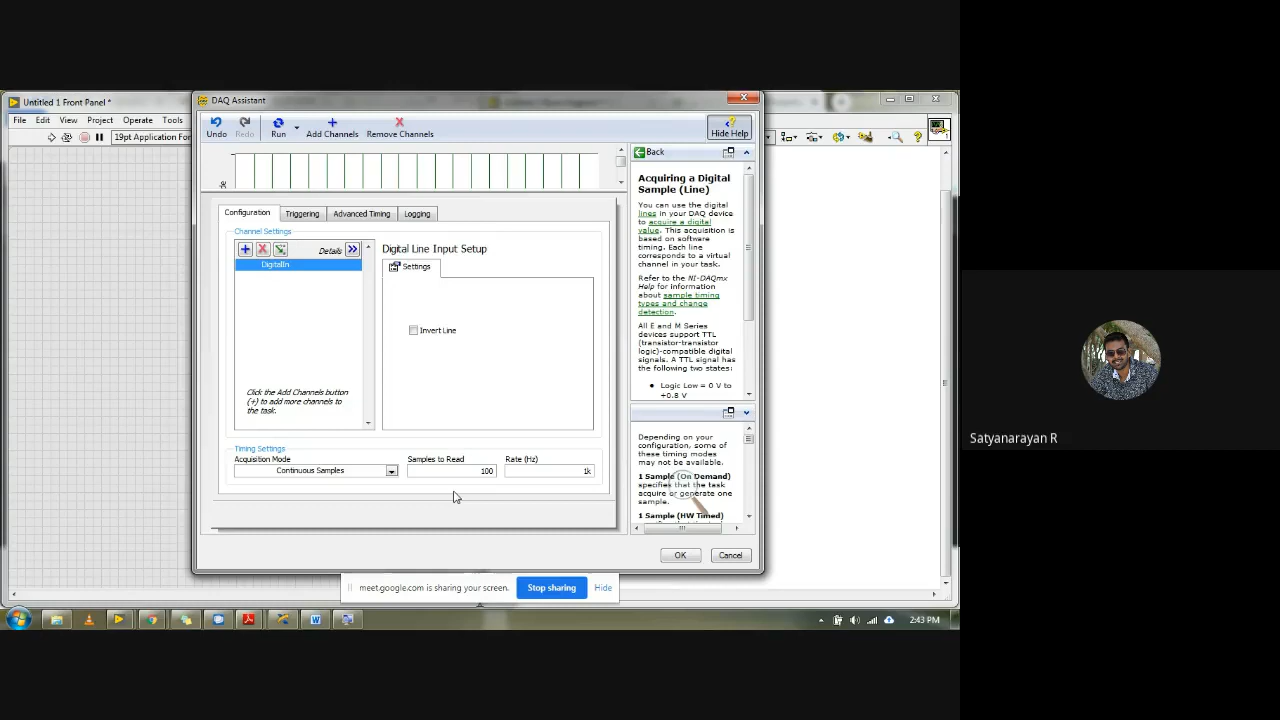 Untitled 1 Front Panel *
File Edit View Project Operate Tools
19pt Application For
DAQ Assistant
Undo Redo Run Add Channels Remove Channels Hide Help
Back
Acquiring a Digital
Sample (Line)
You can use the digital
lines in your DAQ device
to acquire a digital
value. This acquisition is
based on software
timing. Each line
corresponds to a virtual
channel in your task.
Refer to the NI-DAQmx
Help for information
about sample timing
types and change
detection.
All E and M Series
devices support TTL
(transistor-transistor
logic)-compatible digital
signals. A TTL signal has
the following two states:
Logic Low = 0 V to
+0.8 V
Configuration Triggering Advanced Timing Logging
Channel Settings
Details
DigitalIn
Click the Add Channels button
(+) to add more channels to
the task.
Digital Line Input Setup
Settings
Invert Line
Timing Settings
Acquisition Mode Samples to Read Rate (Hz)
Continuous Samples 100 1k
Depending on your
configuration, some of
these timing modes
may not be available.
1 Sample (On Demand)
specifies that the task
acquire or generate one
sample.
1 Sample (HW Timed)
OK Cancel
meet.google.com is sharing your screen. Stop sharing Hide
2:43 PM
Satyanarayan R